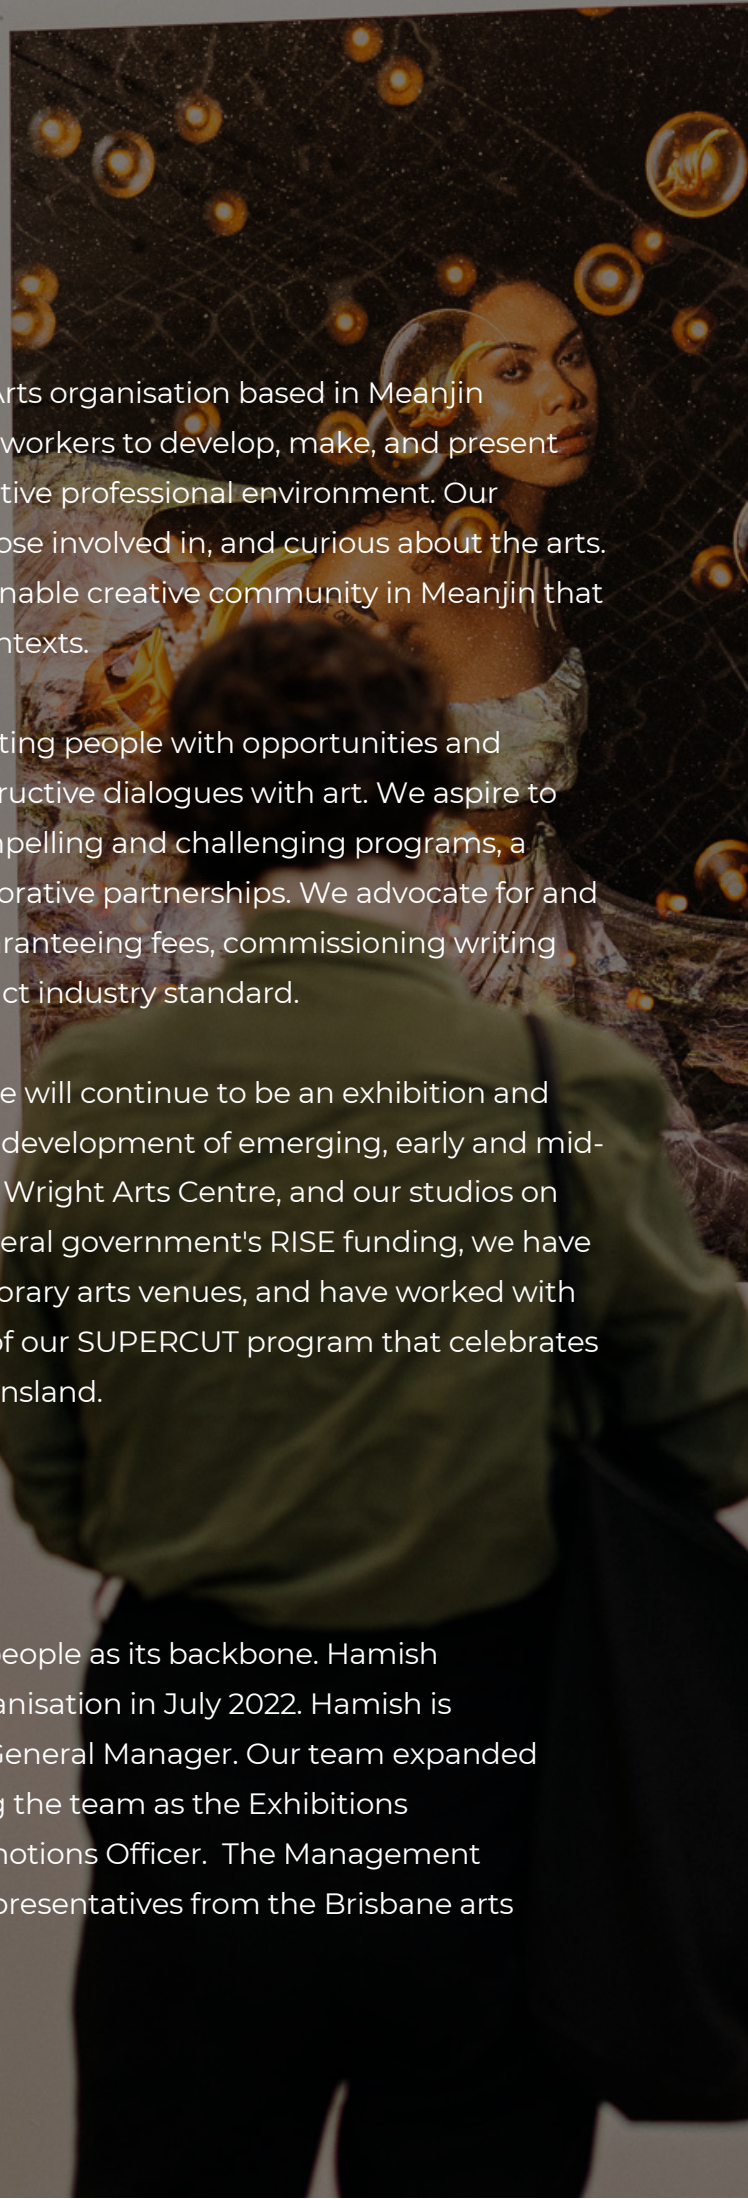 Arts organisation based in Meanjin
workers to develop, make, and present
tive professional environment. Our
ose involved in, and curious about the arts.
nable creative community in Meanjin that
ntexts.
ting people with opportunities and
ructive dialogues with art. We aspire to
pelling and challenging programs, a
orative partnerships. We advocate for and
ranteeing fees, commissioning writing
ct industry standard.
e will continue to be an exhibition and
development of emerging, early and mid-
Wright Arts Centre, and our studios on
eral government's RISE funding, we have
orary arts venues, and have worked with
of our SUPERCUT program that celebrates
nsland.
people as its backbone. Hamish
anisation in July 2022. Hamish is
General Manager. Our team expanded
g the team as the Exhibitions
notions Officer. The Management
presentatives from the Brisbane arts